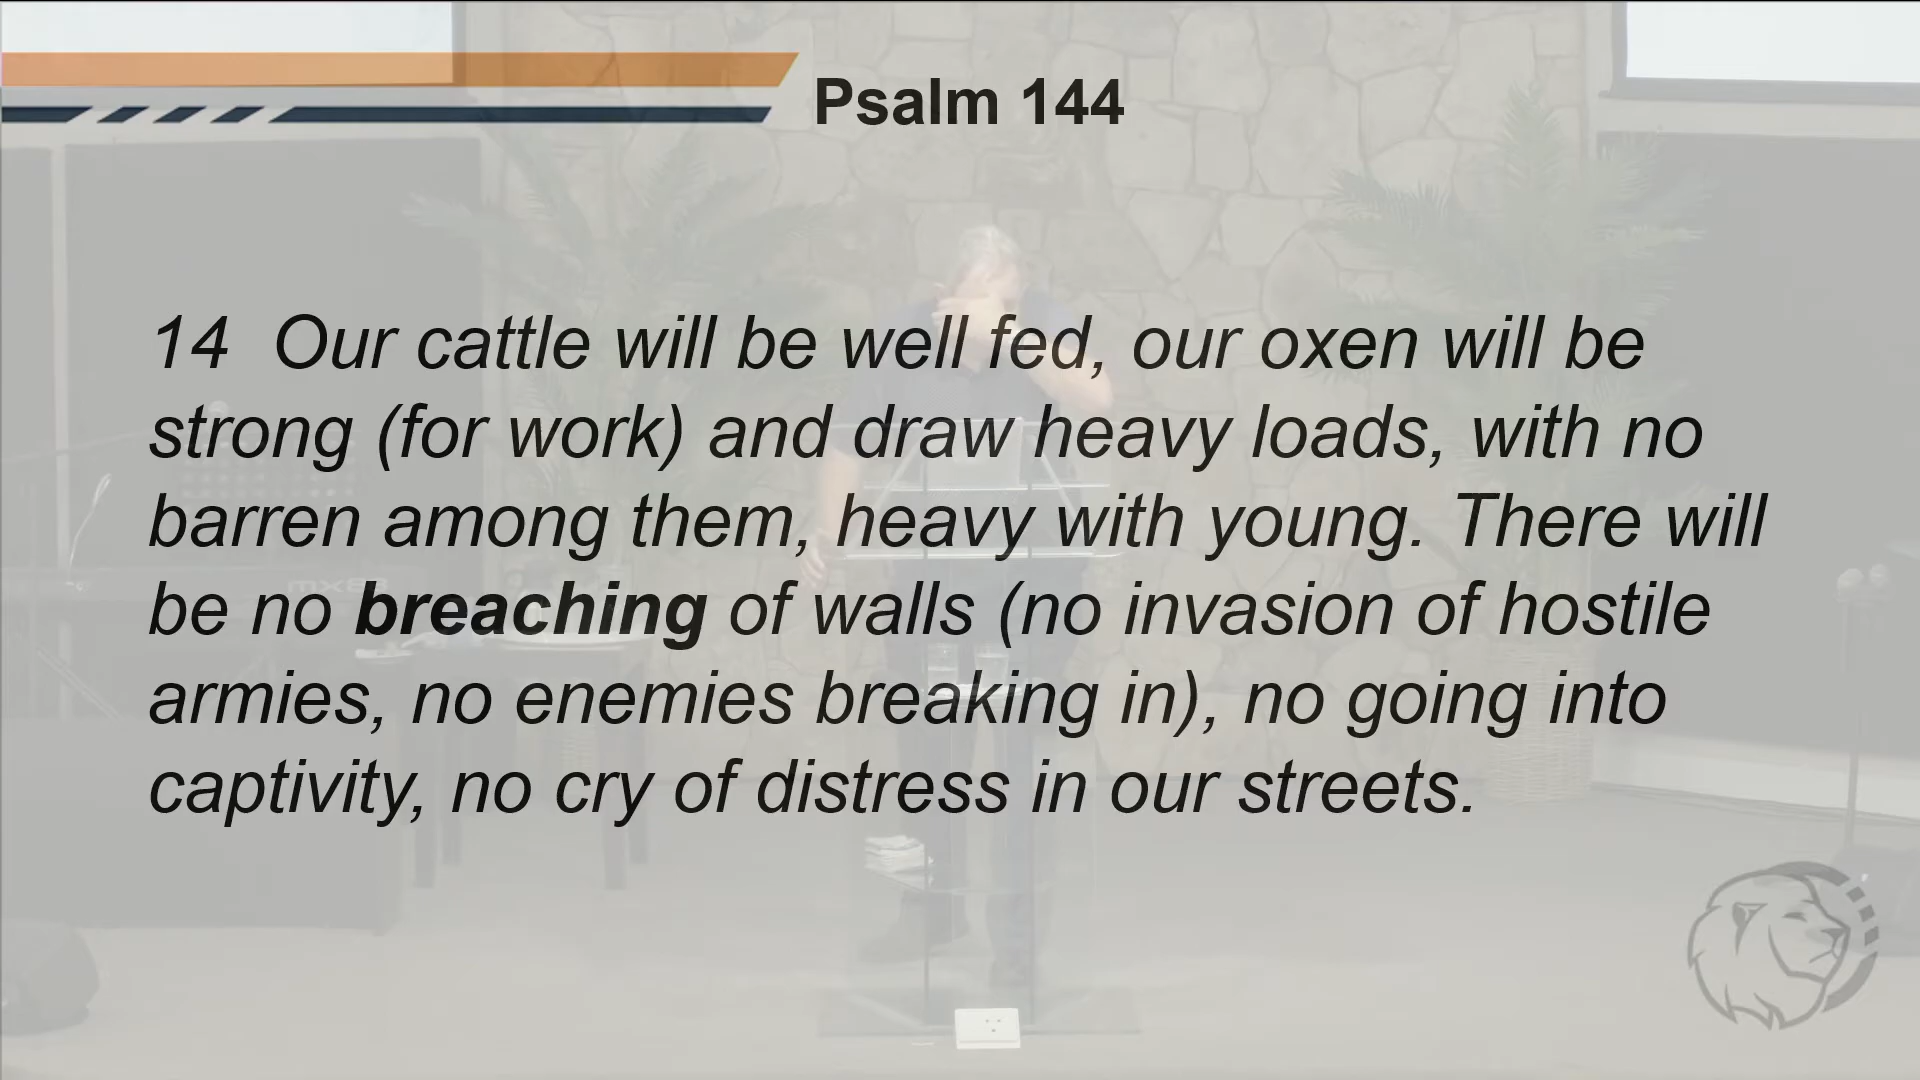 Psalm 144
14 Our cattle will be well fed, our oxen will be
strong (for work) and draw heavy loads, with no
barren among them, heavy with young. There will
be no breaching of walls (no invasion of hostile
armies, no enemies breaking in), no going into
captivity, no cry of distress in our streets.